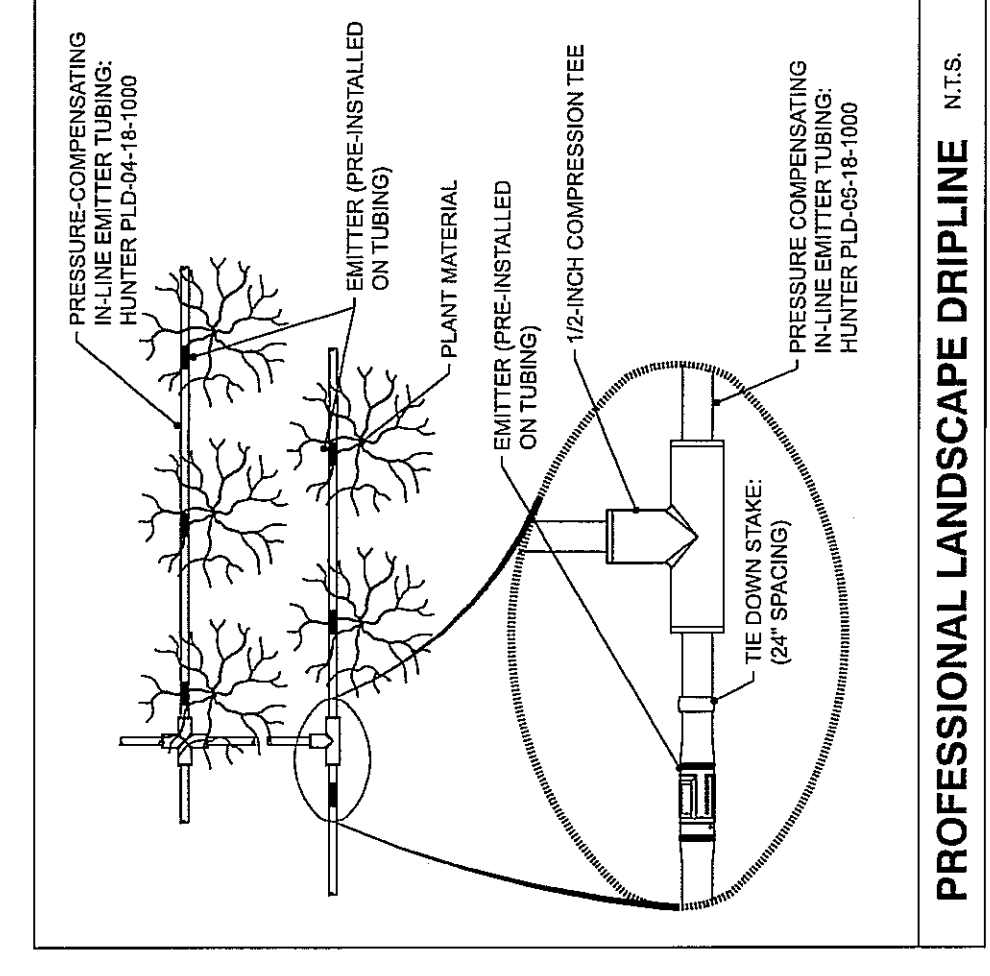 PRESSURE-COMPENSATING
IN-LINE EMITTER TUBING:
HUNTER PLD-04-18-1000
EMITTER (PRE-INSTALLED
ON TUBING)
PLANT MATERIAL
EMITTER (PRE-INSTALLED
ON TUBING)
1/2-INCH COMPRESSION TEE
TIE DOWN STAKE:
(24" SPACING)
PRESSURE COMPENSATING
IN-LINE EMITTER TUBING:
HUNTER PLD-05-18-1000
PROFESSIONAL LANDSCAPE DRIPLINE N.T.S.